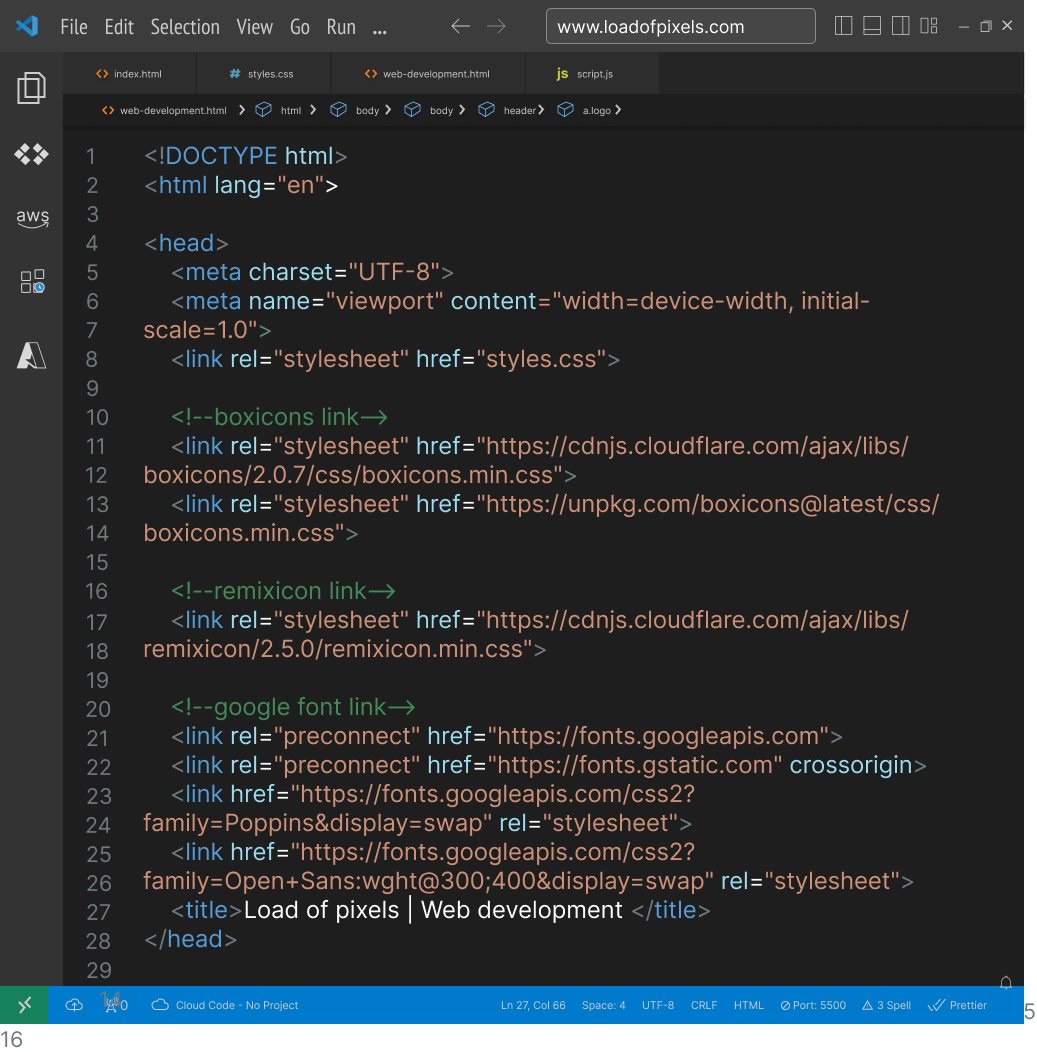 File Edit Selection View Go Run ... www.loadofpixels.com
index.html styles.css web-development.html js script.js
web-development.html > html > body > body > header > a.logo >
aws
1 <!DOCTYPE html>
2 <html lang="en">
3
4 <head>
5 <meta charset="UTF-8">
6 <meta name="viewport" content="width=device-width, initial-
7 scale=1.0">
8 <link rel="stylesheet" href="styles.css">
9
10 <!--boxicons link-->
11 <link rel="stylesheet" href="https://cdnjs.cloudflare.com/ajax/libs/
12 boxicons/2.0.7/css/boxicons.min.css">
13 <link rel="stylesheet" href="https://unpkg.com/boxicons@latest/css/
14 boxicons.min.css">
15
16 <!--remixicon link-->
17 <link rel="stylesheet" href="https://cdnjs.cloudflare.com/ajax/libs/
18 remixicon/2.5.0/remixicon.min.css">
19
20 <!--google font link-->
21 <link rel="preconnect" href="https://fonts.googleapis.com">
22 <link rel="preconnect" href="https://fonts.gstatic.com" crossorigin>
23 <link href="https://fonts.googleapis.com/css2?
24 family=Poppins&display=swap" rel="stylesheet">
25 <link href="https://fonts.googleapis.com/css2?
26 family=Open+Sans:wght@300;400&display=swap" rel="stylesheet">
27 <title>Load of pixels | Web development </title>
28 </head>
29
0 Cloud Code - No Project Ln 27, Col 66 Space: 4 UTF-8 CRLF HTML Port: 5500 3 Spell Prettier
5
16